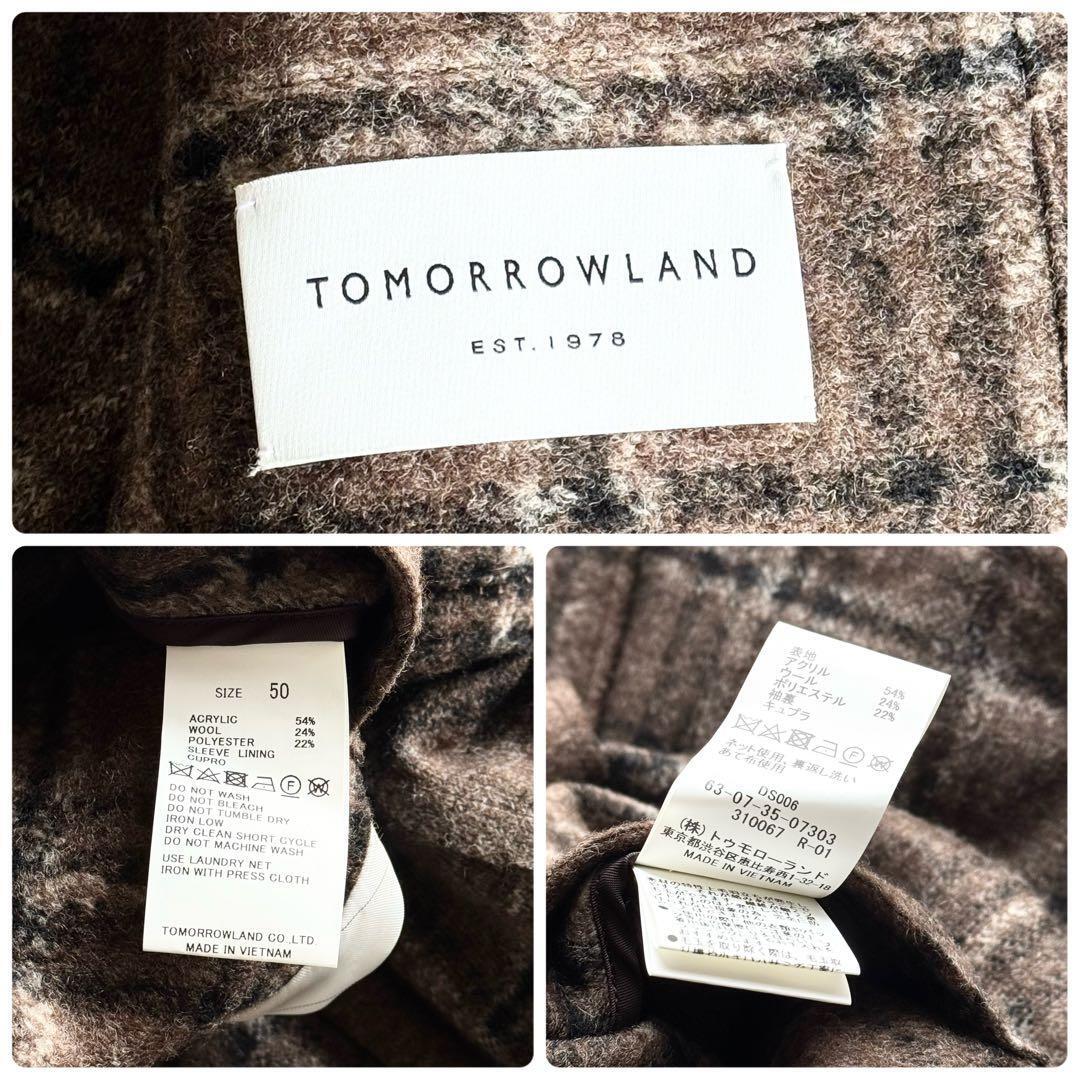 TOMORROWLAND
EST. 1978
SIZE 50
ACRYLIC 54%
WOOL 24%
POLYESTER 22%
SLEEVE LINING
CUPRO
F W
DO NOT WASH
DO NOT BLEACH
DO NOT TUMBLE DRY
IRON LOW
DRY CLEAN SHORT CYCLE
DO NOT MACHINE WASH
USE LAUNDRY NET
IRON WITH PRESS CLOTH
TOMORROWLAND CO.,LTD.
MADE IN VIETNAM
表地
アクリル 54%
ウール 24%
ポリエステル 22%
袖裏
キュプラ
F W
ネット使用、裏返し洗い
あて布使用
DS006
63-07-35-07303
310067 R-01
(株)トゥモローランド
東京都渋谷区恵比寿西1-32-18
MADE IN VIETNAM